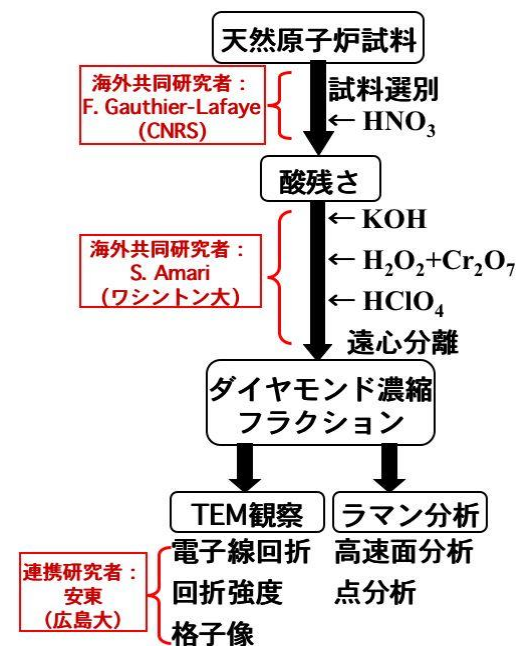 天然原子炉試料
海外共同研究者：
F. Gauthier-Lafaye
(CNRS)
試料選別
← HNO₃
酸残さ
海外共同研究者：
S. Amari
(ワシントン大)
← KOH
← H₂O₂+Cr₂O₇
← HClO₄
遠心分離
ダイヤモンド濃縮
フラクション
TEM観察
ラマン分析
連携研究者：
安東
(広島大)
電子線回折
回折強度
格子像
高速面分析
点分析